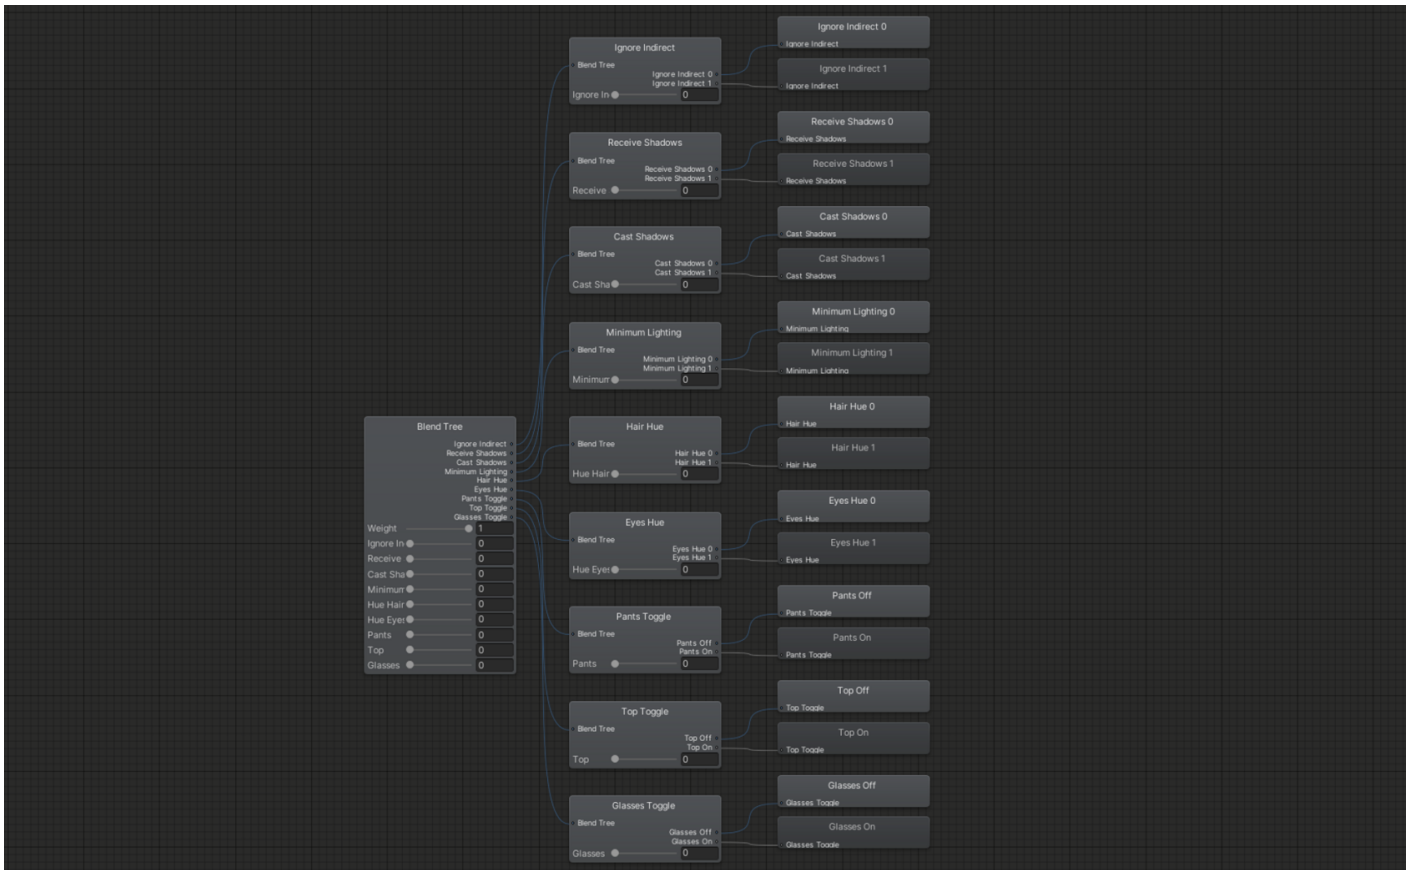 Blend Tree
Ignore Indirect
Receive Shadows
Cast Shadows
Minimum Lighting
Hair Hue
Eyes Hue
Pants Toggle
Top Toggle
Glasses Toggle
Weight 1
Ignore In 0
Receive 0
Cast Sha 0
Minimum 0
Hue Hair 0
Hue Eyes 0
Pants 0
Top 0
Glasses 0
Ignore Indirect
Blend Tree
Ignore Indirect 0
Ignore Indirect 1
Ignore In 0
Receive Shadows
Blend Tree
Receive Shadows 0
Receive Shadows 1
Receive 0
Cast Shadows
Blend Tree
Cast Shadows 0
Cast Shadows 1
Cast Sha 0
Minimum Lighting
Blend Tree
Minimum Lighting 0
Minimum Lighting 1
Minimum 0
Hair Hue
Blend Tree
Hair Hue 0
Hair Hue 1
Hue Hair 0
Eyes Hue
Blend Tree
Eyes Hue 0
Eyes Hue 1
Hue Eyes 0
Pants Toggle
Blend Tree
Pants Off
Pants On
Pants 0
Top Toggle
Blend Tree
Top Off
Top On
Top 0
Glasses Toggle
Blend Tree
Glasses Off
Glasses On
Glasses 0
Ignore Indirect 0
Ignore Indirect
Ignore Indirect 1
Ignore Indirect
Receive Shadows 0
Receive Shadows
Receive Shadows 1
Receive Shadows
Cast Shadows 0
Cast Shadows
Cast Shadows 1
Cast Shadows
Minimum Lighting 0
Minimum Lighting
Minimum Lighting 1
Minimum Lighting
Hair Hue 0
Hair Hue
Hair Hue 1
Hair Hue
Eyes Hue 0
Eyes Hue
Eyes Hue 1
Eyes Hue
Pants Off
Pants Toggle
Pants On
Pants Toggle
Top Off
Top Toggle
Top On
Top Toggle
Glasses Off
Glasses Toggle
Glasses On
Glasses Toggle